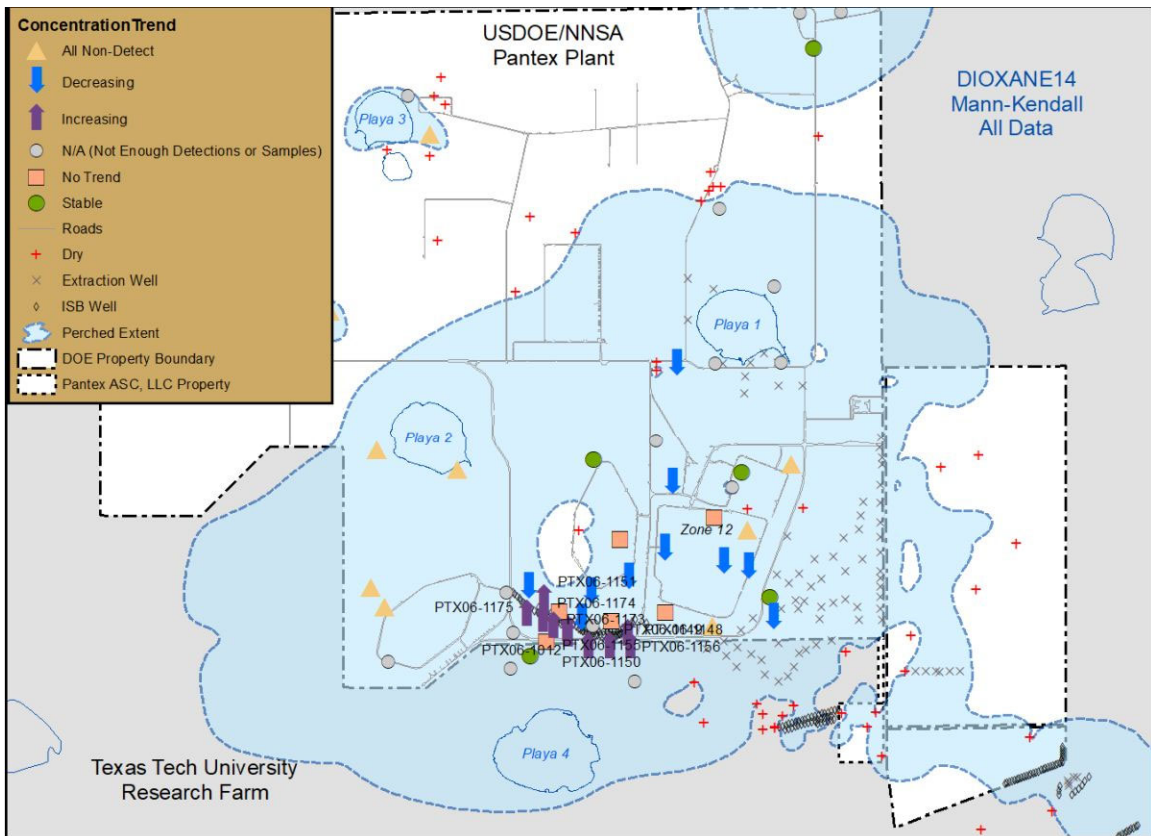 Concentration Trend
All Non-Detect
Decreasing
Increasing
N/A (Not Enough Detections or Samples)
No Trend
Stable
Roads
Dry
Extraction Well
ISB Well
Perched Extent
DOE Property Boundary
Pantex ASC, LLC Property
USDOE/NNSA
Pantex Plant
DIOXANE14
Mann-Kendall
All Data
Playa 3
Playa 1
Playa 2
Zone 12
PTX06-1151
PTX06-1175
PTX06-1174
PTX06-1173
PTX06-1012
PTX06-1155
PTX06-1156
PTX06-1150
Playa 4
Texas Tech University
Research Farm